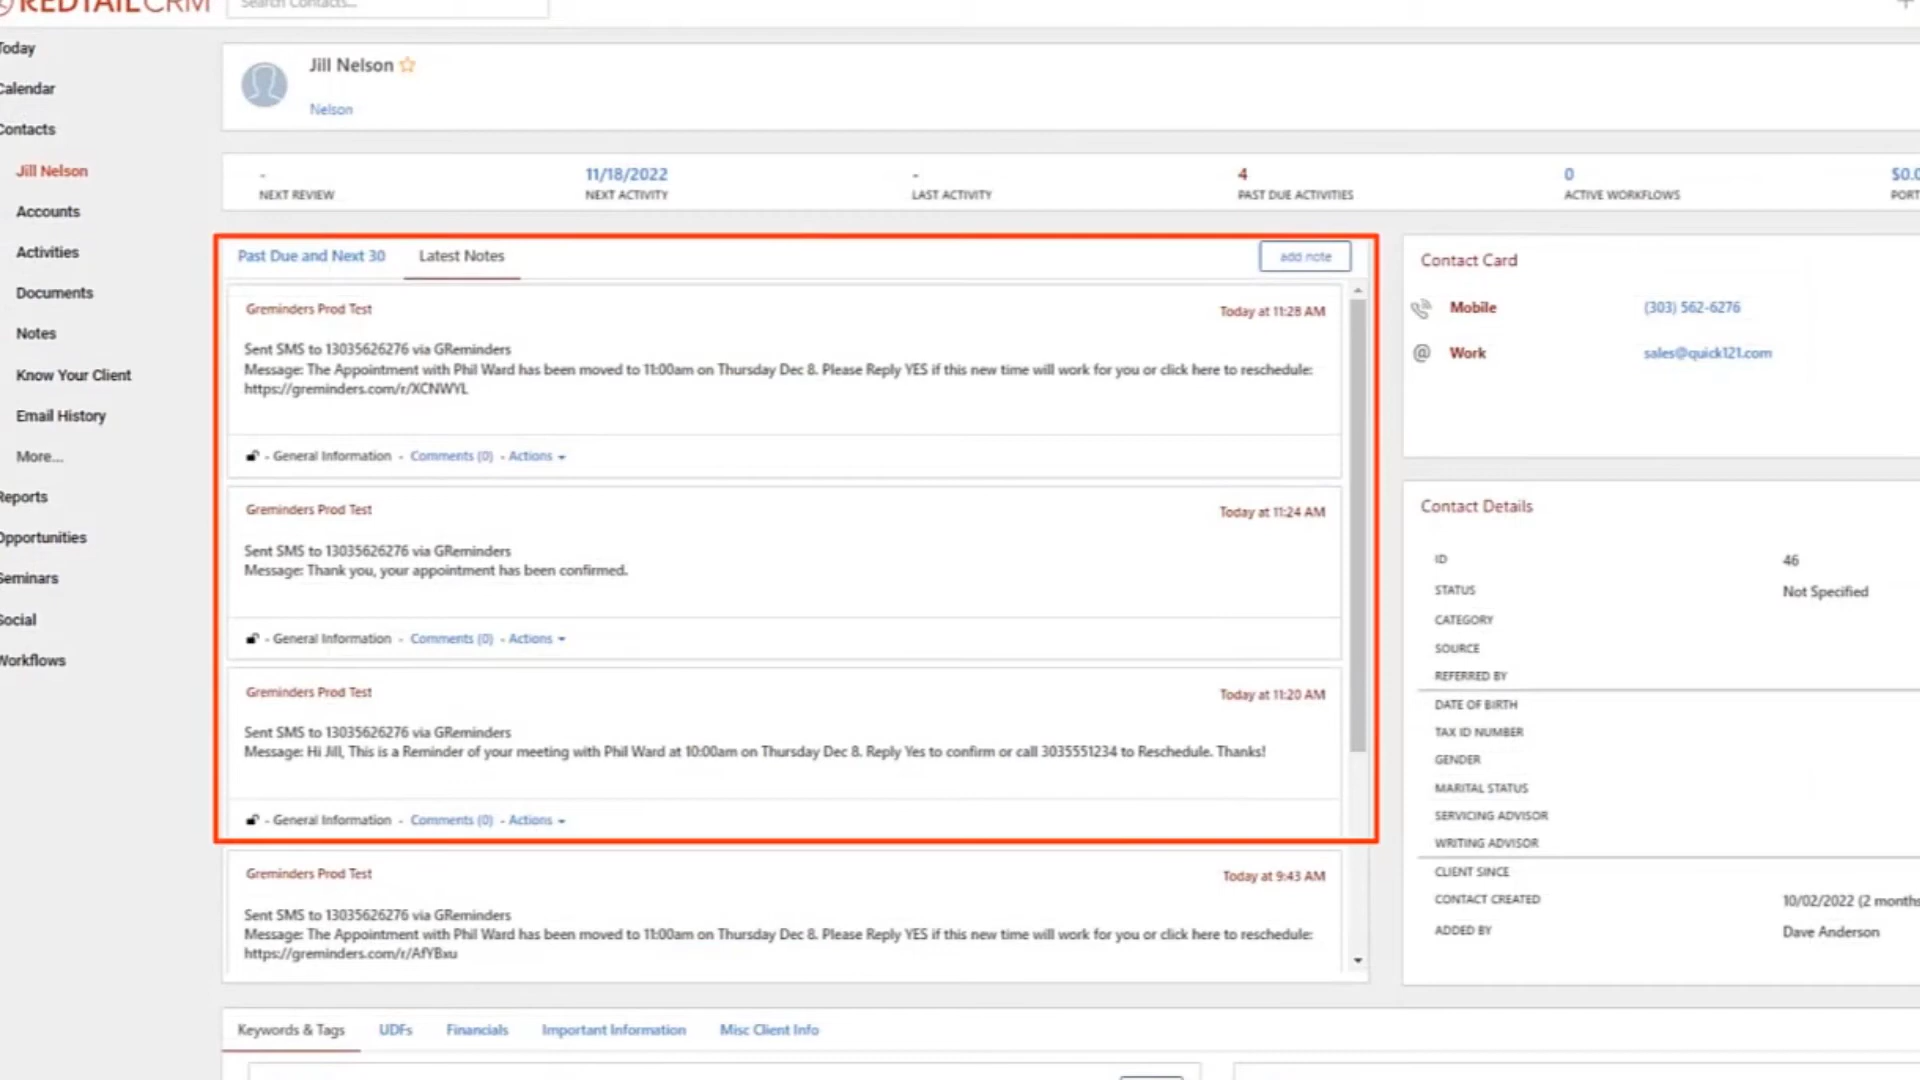 REDTAILCRM
Search Contacts...
Today
Calendar
Contacts
Jill Nelson
Accounts
Activities
Documents
Notes
Know Your Client
Email History
More...
Reports
Opportunities
Seminars
Social
Workflows
Jill Nelson
Nelson
-
NEXT REVIEW
11/18/2022
NEXT ACTIVITY
-
LAST ACTIVITY
4
PAST DUE ACTIVITIES
0
ACTIVE WORKFLOWS
$0.0
PORT
Past Due and Next 30 Latest Notes add note
Greminders Prod Test Today at 11:28 AM
Sent SMS to 13035626276 via GReminders
Message: The Appointment with Phil Ward has been moved to 11:00am on Thursday Dec 8. Please Reply YES if this new time will work for you or click here to reschedule:
https://greminders.com/r/XCNWYL
- General Information - Comments (0) - Actions
Greminders Prod Test Today at 11:24 AM
Sent SMS to 13035626276 via GReminders
Message: Thank you, your appointment has been confirmed.
- General Information - Comments (0) - Actions
Greminders Prod Test Today at 11:20 AM
Sent SMS to 13035626276 via GReminders
Message: Hi Jill, This is a Reminder of your meeting with Phil Ward at 10:00am on Thursday Dec 8. Reply Yes to confirm or call 3035551234 to Reschedule. Thanks!
- General Information - Comments (0) - Actions
Greminders Prod Test Today at 9:43 AM
Sent SMS to 13035626276 via GReminders
Message: The Appointment with Phil Ward has been moved to 11:00am on Thursday Dec 8. Please Reply YES if this new time will work for you or click here to reschedule:
https://greminders.com/r/AfYBxu
Contact Card
Mobile (303) 562-6276
@ Work sales@quick121.com
Contact Details
ID 46
STATUS Not Specified
CATEGORY
SOURCE
REFERRED BY
DATE OF BIRTH
TAX ID NUMBER
GENDER
MARITAL STATUS
SERVICING ADVISOR
WRITING ADVISOR
CLIENT SINCE
CONTACT CREATED 10/02/2022 (2 months
ADDED BY Dave Anderson
Keywords & Tags UDFs Financials Important Information Misc Client Info